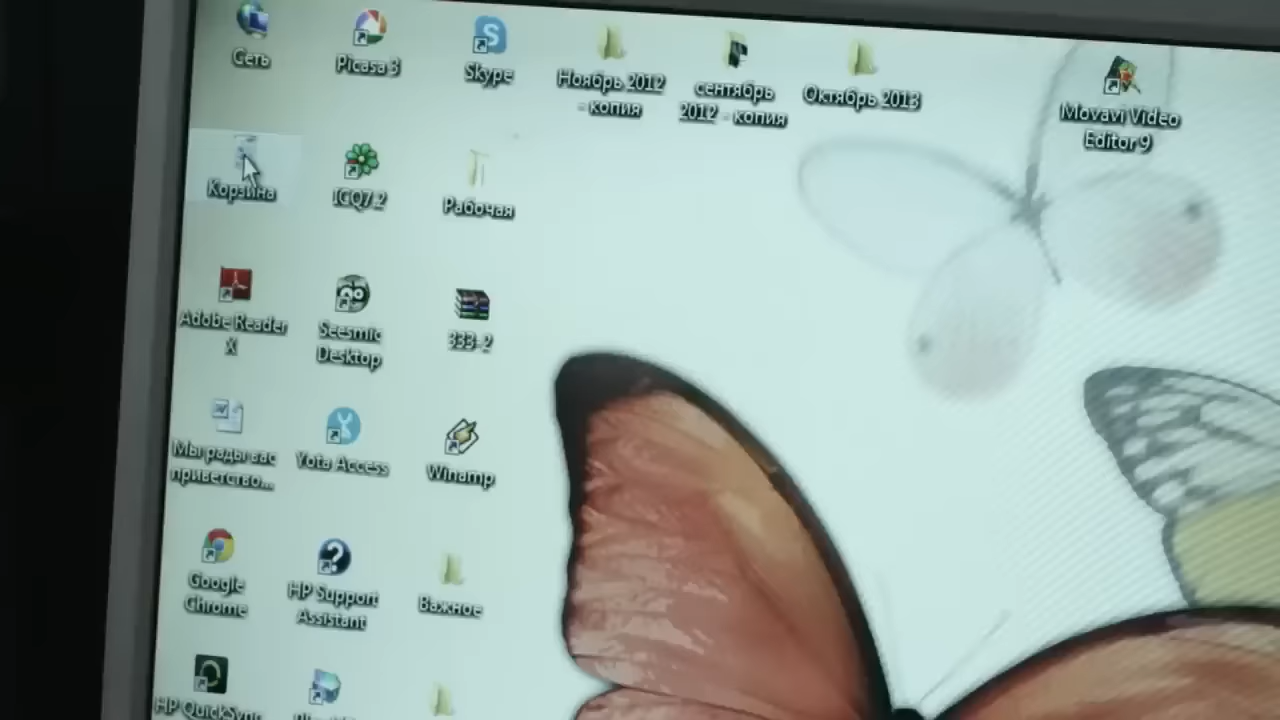 Сеть
Picasa 3
Skype
Ноябрь 2012
- копия
сентябрь
2012 - копия
Октябрь 2013
Movavi Video
Editor 9
Корзина
ICQ7.2
Рабочая
Adobe Reader
X
Seesmic
Desktop
333-2
Мы рады вас
приветство...
Yota Access
Winamp
Google
Chrome
HP Support
Assistant
Важное
HP QuickSync